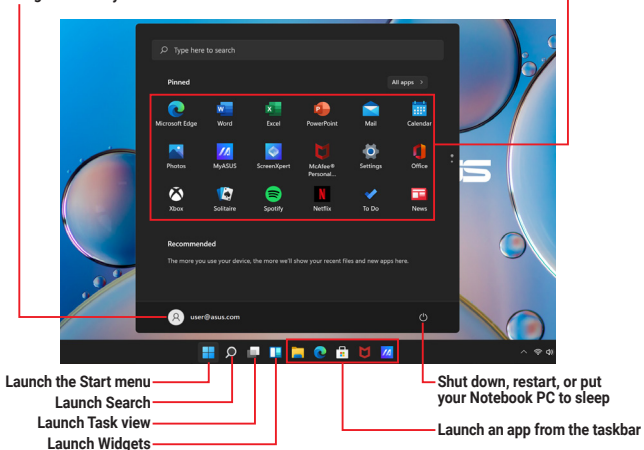 Type here to search
Pinned
All apps >
Microsoft Edge Word Excel PowerPoint Mail Calendar
Photos MyASUS ScreenXpert McAfee® Personal... Settings Office
Xbox Solitaire Spotify Netflix To Do News
Recommended
The more you use your device, the more we'll show your recent files and new apps here.
user@asus.com
Launch the Start menu
Launch Search
Launch Task view
Launch Widgets
Shut down, restart, or put
your Notebook PC to sleep
Launch an app from the taskbar